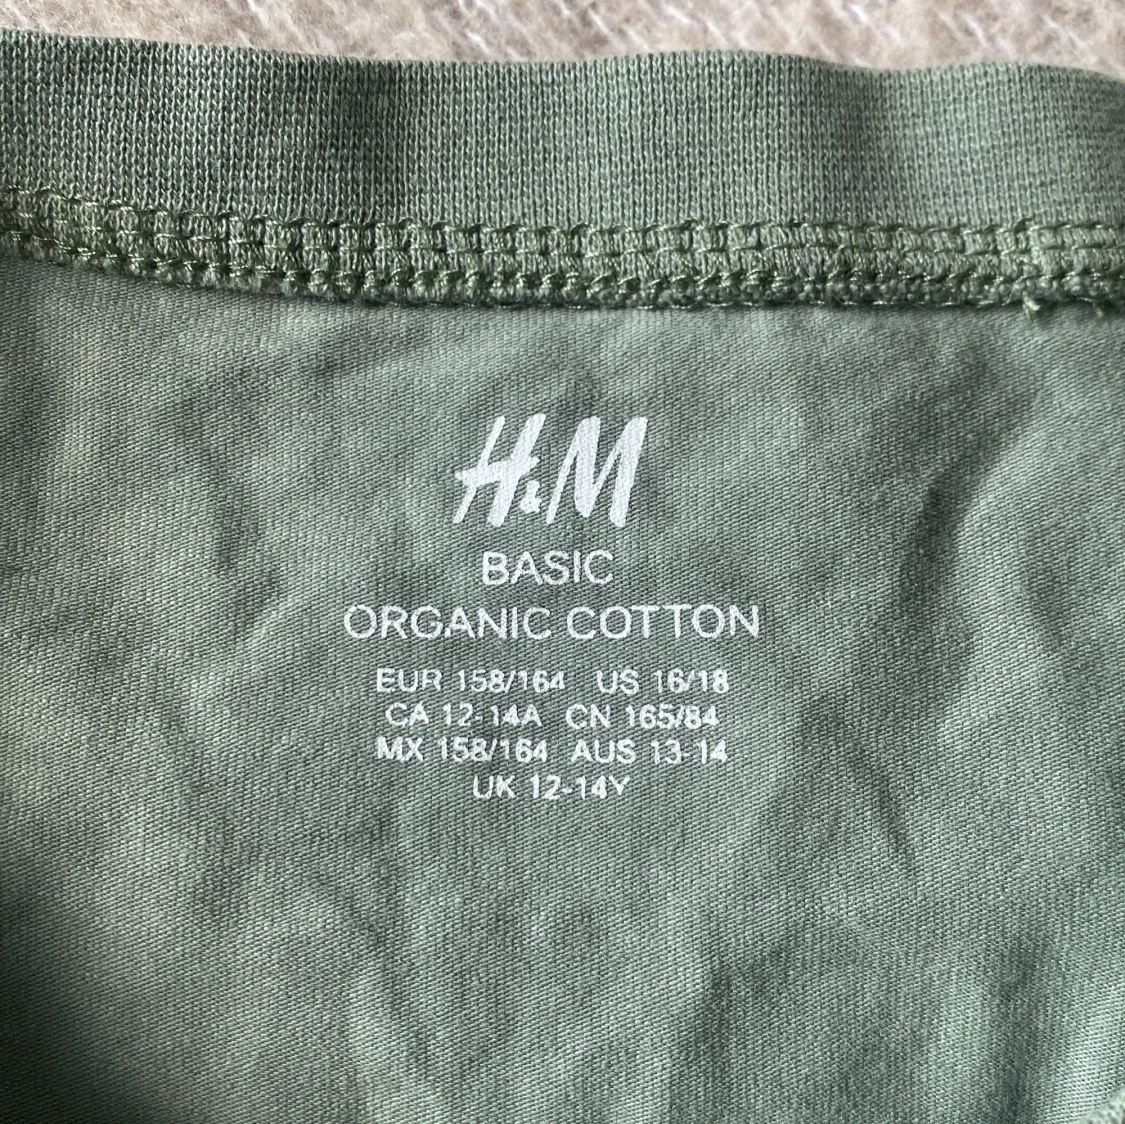 H&M
BASIC
ORGANIC COTTON
EUR 158/164 US 16/18
CA 12-14A CN 165/84
MX 158/164 AUS 13-14
UK 12-14Y